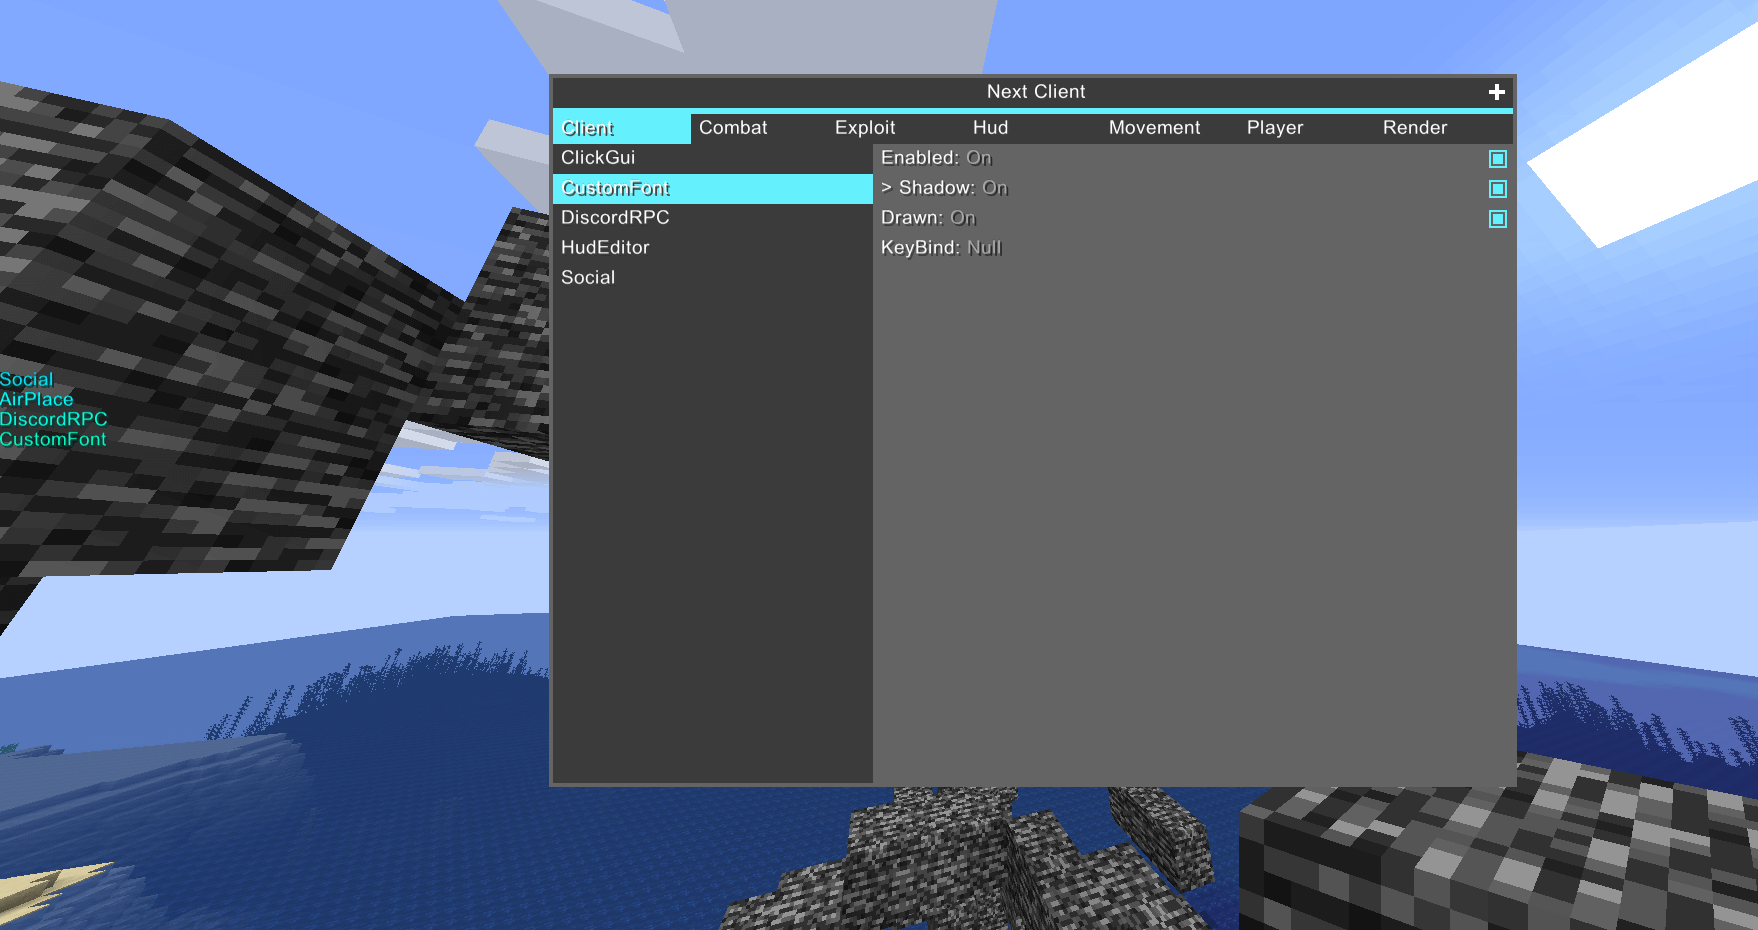 Next Client
Client Combat Exploit Hud Movement Player Render
ClickGui
CustomFont
DiscordRPC
HudEditor
Social
Enabled: On
> Shadow: On
Drawn: On
KeyBind: Null
Social
AirPlace
DiscordRPC
CustomFont